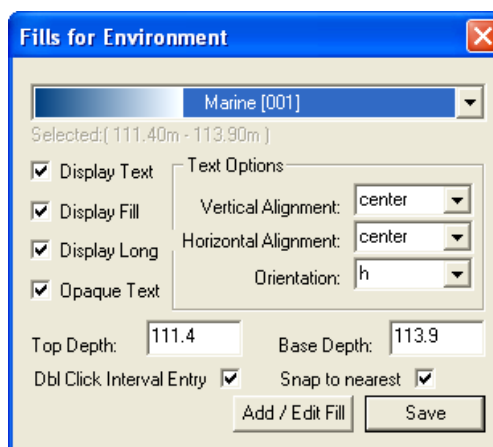 Fills for Environment
Marine [001]
Selected:( 111.40m - 113.90m )
Display Text
Display Fill
Display Long
Opaque Text
Text Options
Vertical Alignment: center
Horizontal Alignment: center
Orientation: h
Top Depth: 111.4 Base Depth: 113.9
Dbl Click Interval Entry Snap to nearest
Add / Edit Fill Save